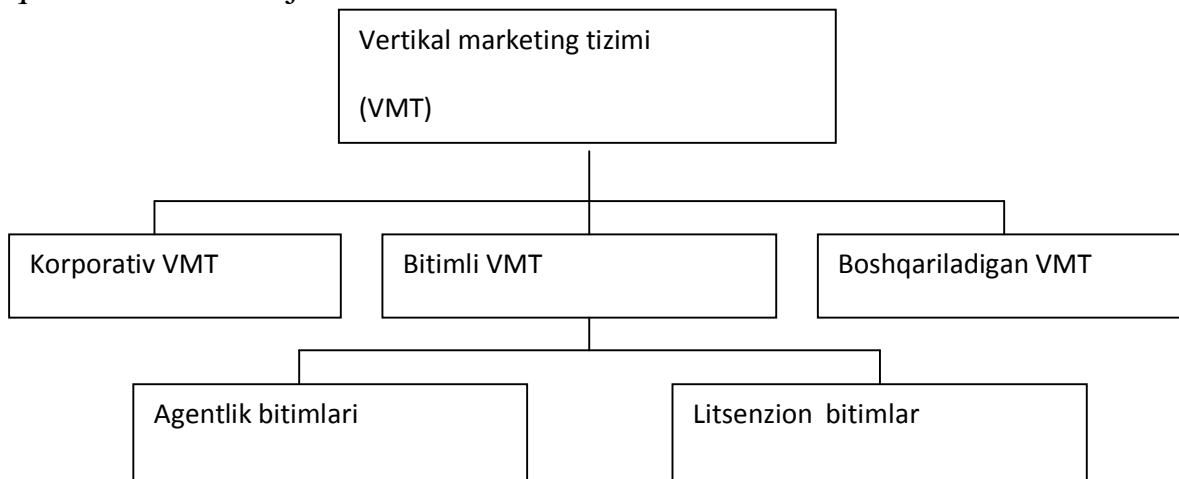 Vertikal marketing tizimi
(VMT)
Korporativ VMT
Bitimli VMT
Boshqariladigan VMT
Agentlik bitimlari
Litsenzion bitimlar